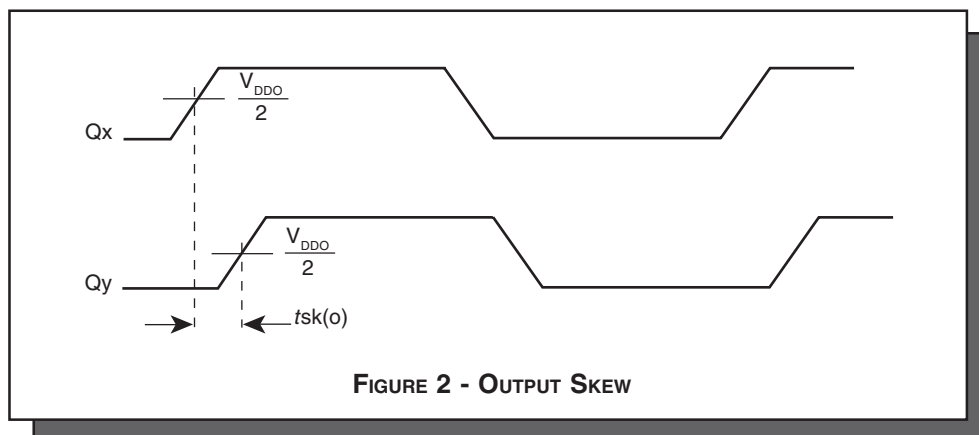 V_DDO
2
Qx
V_DDO
2
Qy
tsk(o)
FIGURE 2 - OUTPUT SKEW